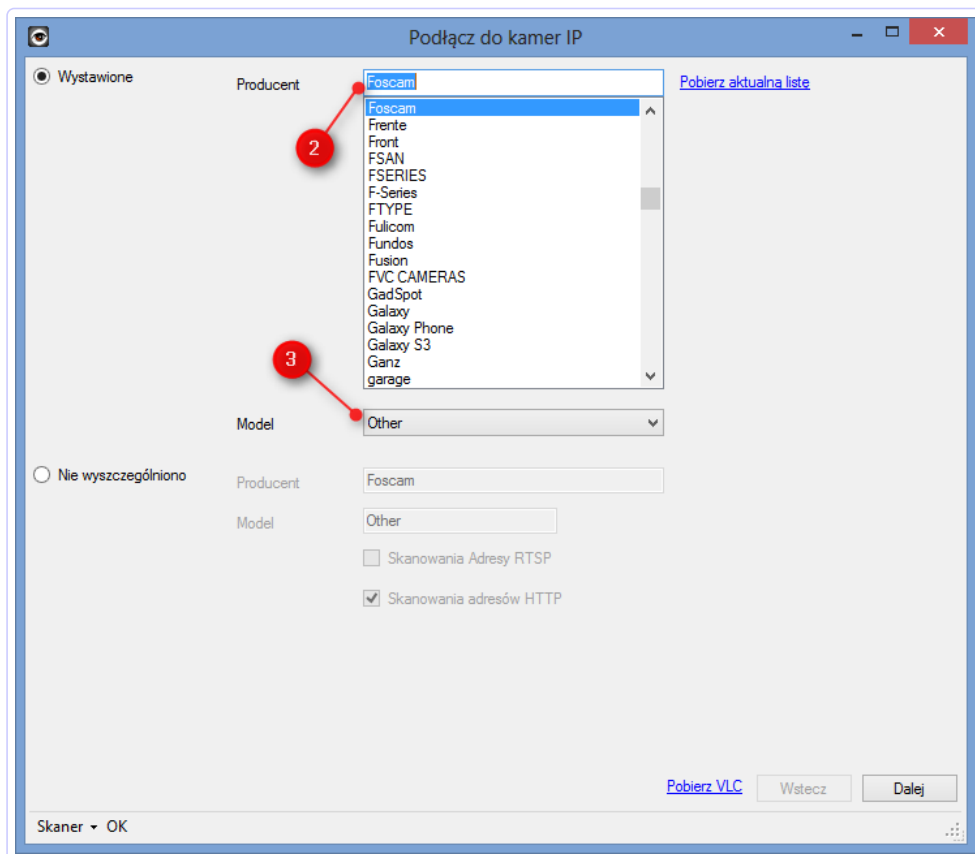 Podłącz do kamer IP
Wystawione
Producent
Foscam
Pobierz aktualna liste
Foscam
Frente
Front
FSAN
FSERIES
F-Series
FTYPE
Fulicom
Fundos
Fusion
FVC CAMERAS
GadSpot
Galaxy
Galaxy Phone
Galaxy S3
Ganz
garage
2
3
Model
Other
Nie wyszczególniono
Producent
Foscam
Model
Other
Skanowania Adresy RTSP
Skanowania adresów HTTP
Pobierz VLC
Wstecz
Dalej
Skaner OK